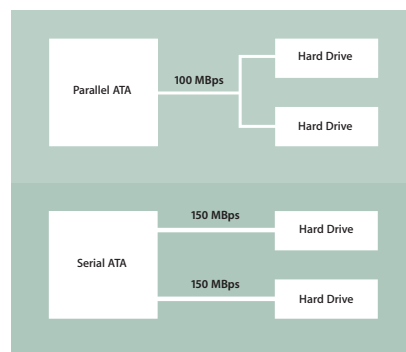 Parallel ATA
100 MBps
Hard Drive
Hard Drive
Serial ATA
150 MBps
Hard Drive
150 MBps
Hard Drive